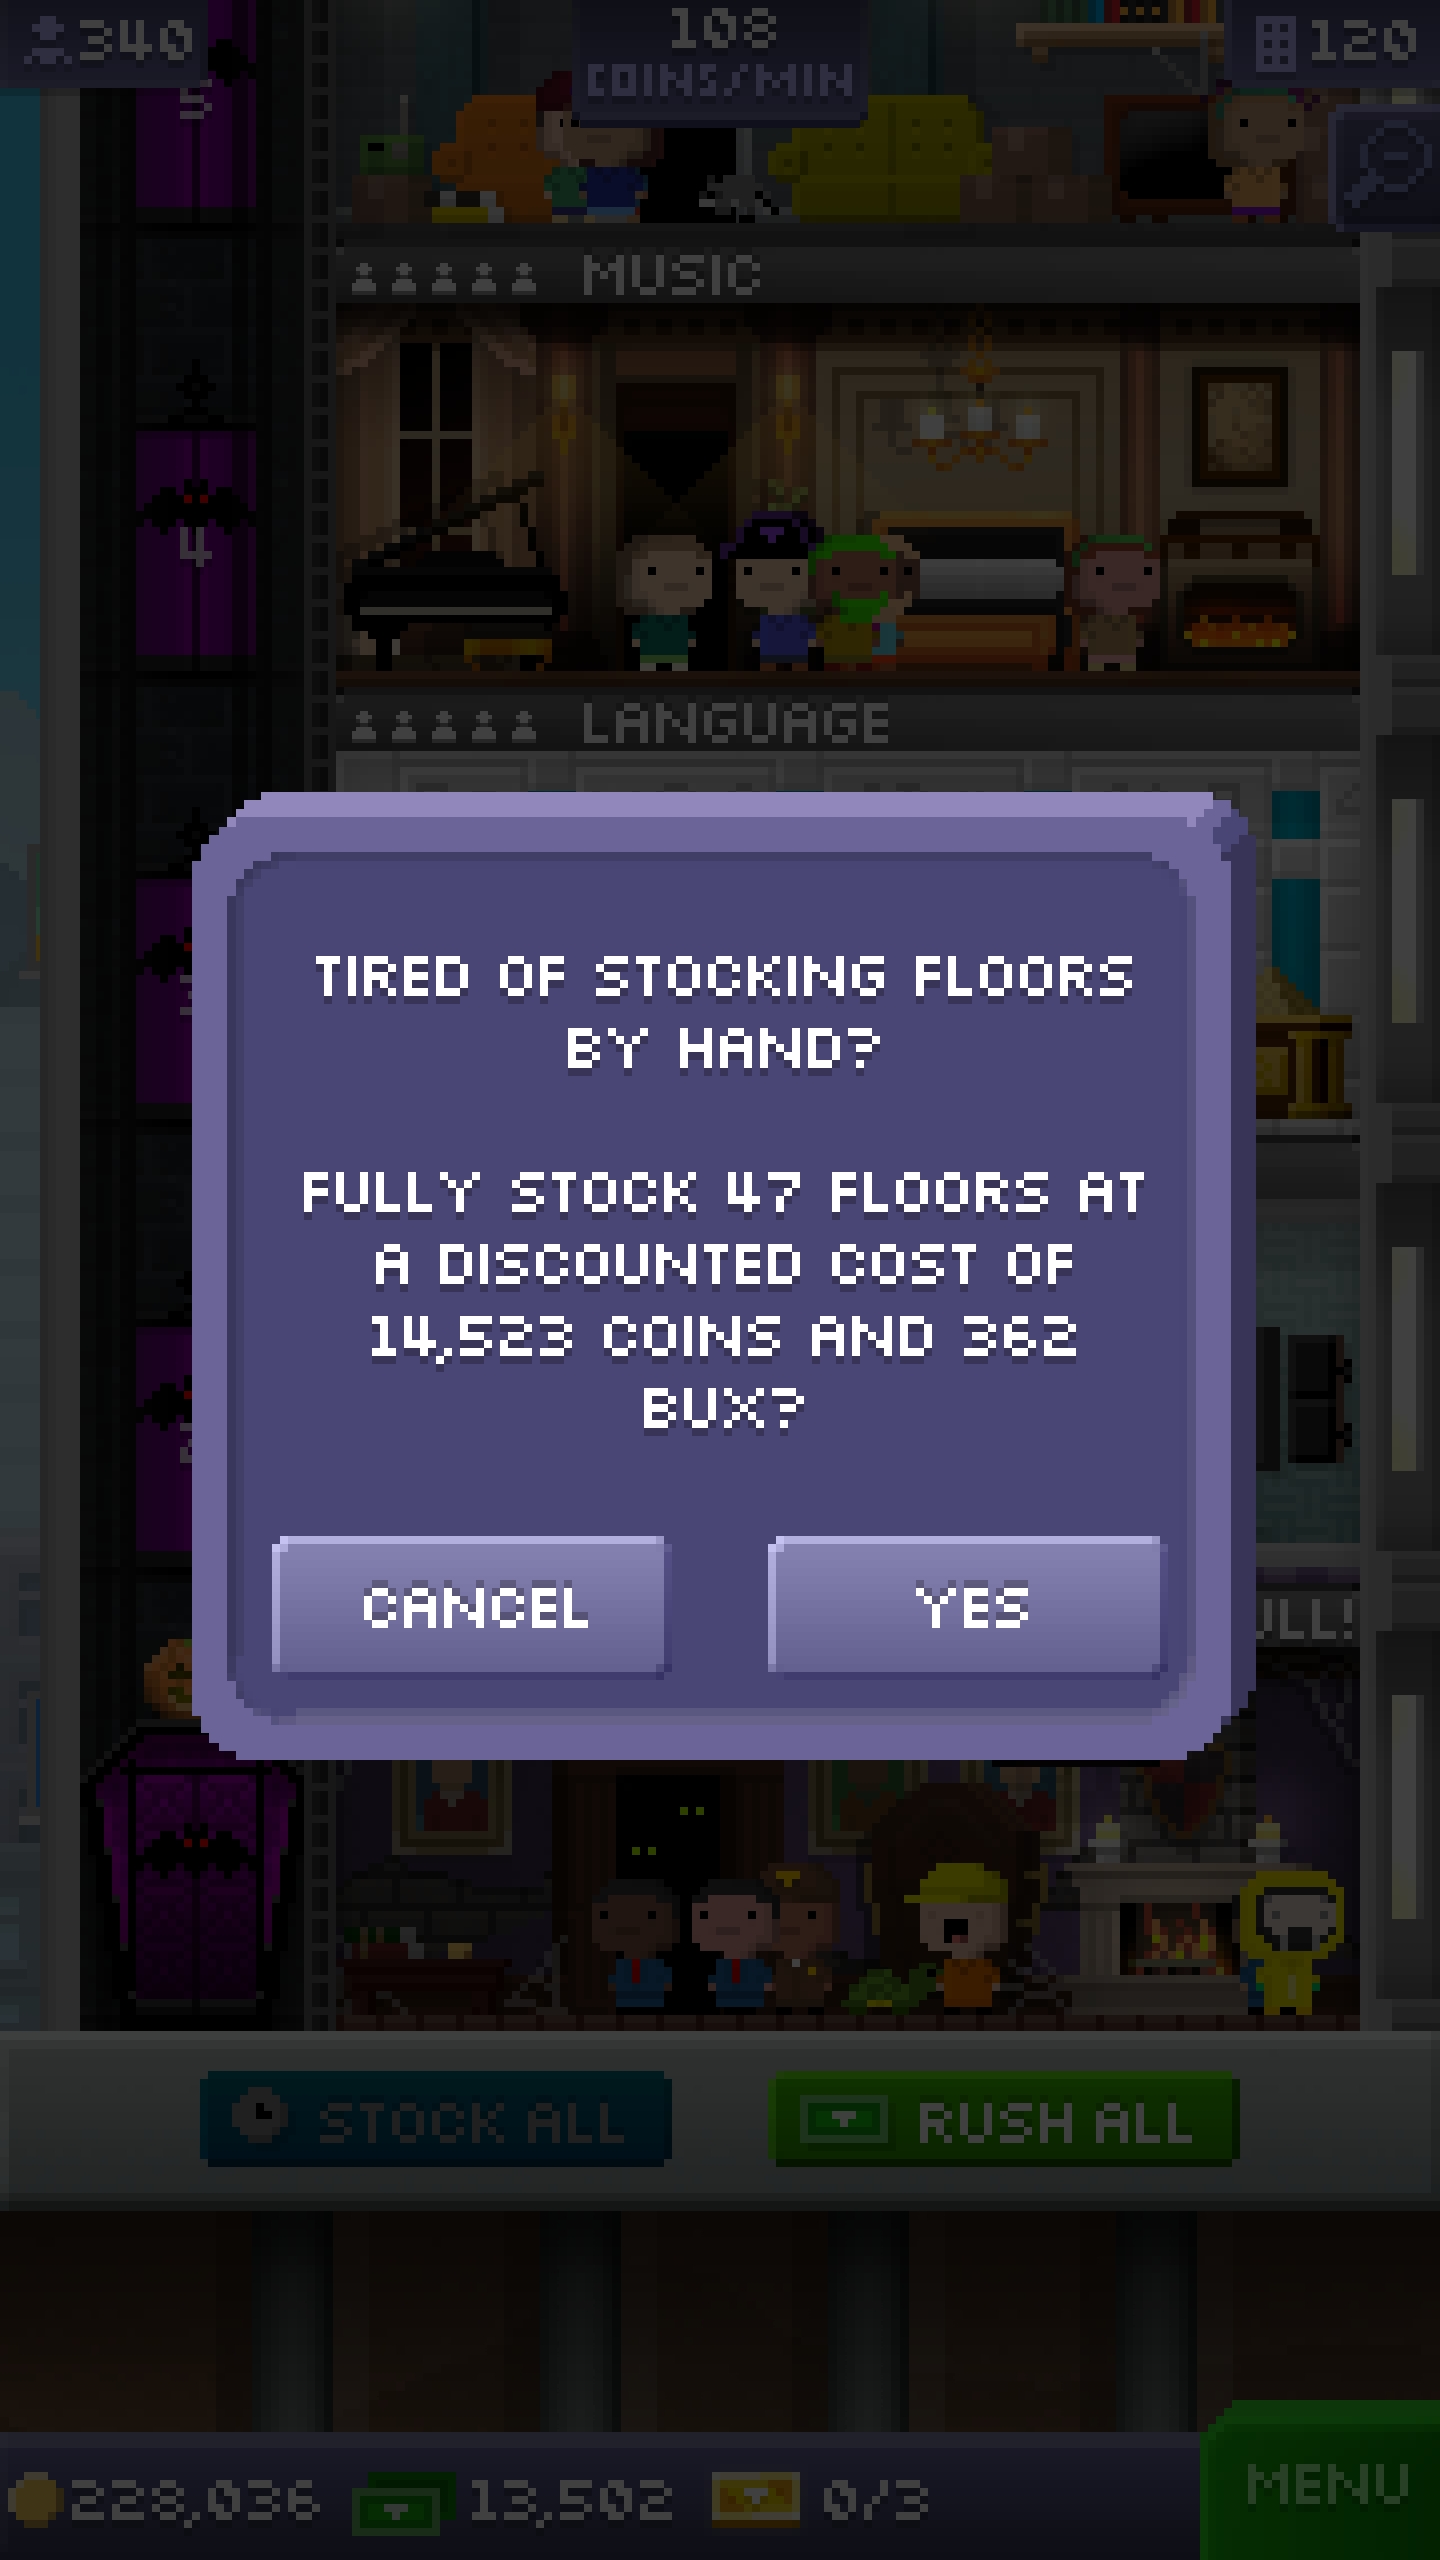 340
108
COINS/MIN
120
5
MUSIC
4
LANGUAGE
TIRED OF STOCKING FLOORS
BY HAND?
FULLY STOCK 47 FLOORS AT
A DISCOUNTED COST OF
14,523 COINS AND 362
BUX?
CANCEL
YES
STOCK ALL
RUSH ALL
228,036
13,502
0/3
MENU